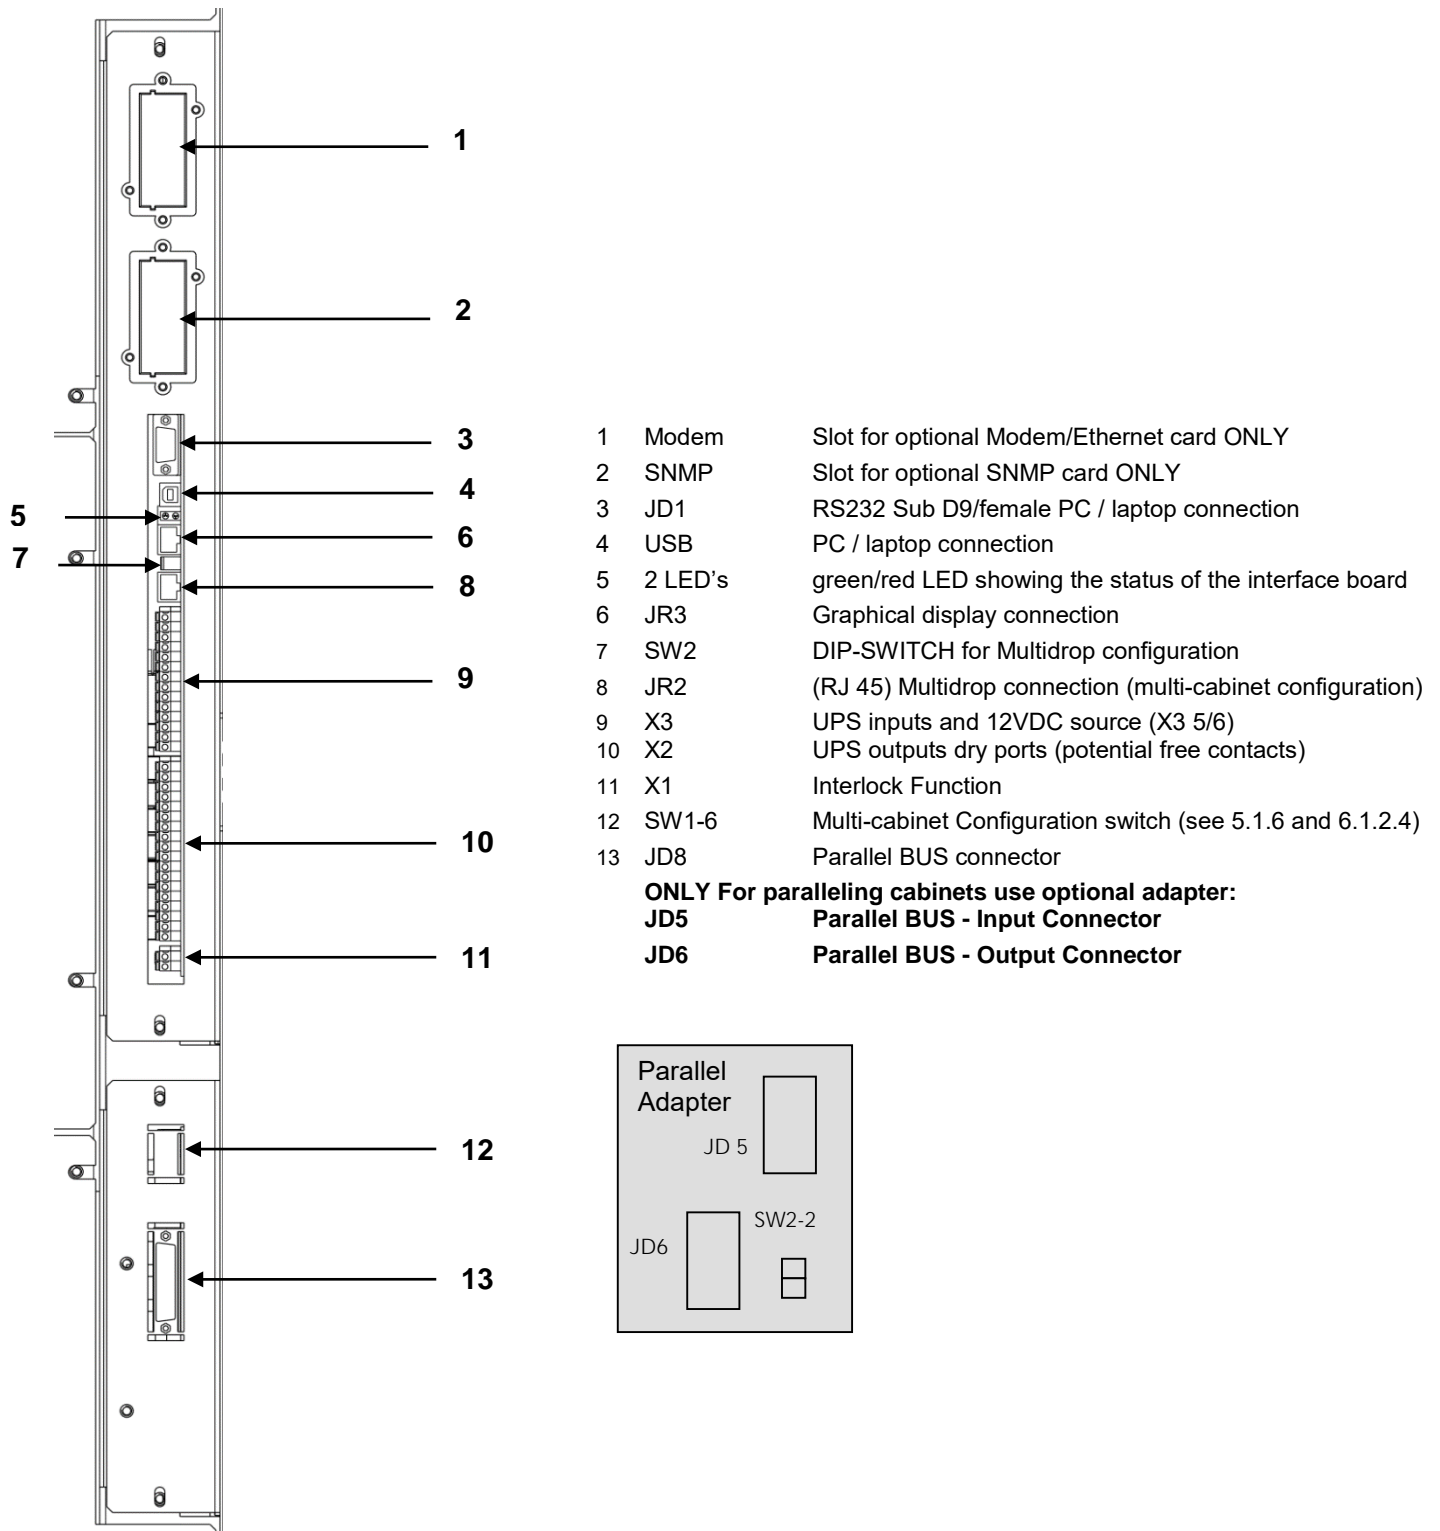 1
2
3
4
5
6
7
8
9
10
11
12
13
1 Modem Slot for optional Modem/Ethernet card ONLY
2 SNMP Slot for optional SNMP card ONLY
3 JD1 RS232 Sub D9/female PC / laptop connection
4 USB PC / laptop connection
5 2 LED’s green/red LED showing the status of the interface board
6 JR3 Graphical display connection
7 SW2 DIP-SWITCH for Multidrop configuration
8 JR2 (RJ 45) Multidrop connection (multi-cabinet configuration)
9 X3 UPS inputs and 12VDC source (X3 5/6)
10 X2 UPS outputs dry ports (potential free contacts)
11 X1 Interlock Function
12 SW1-6 Multi-cabinet Configuration switch (see 5.1.6 and 6.1.2.4)
13 JD8 Parallel BUS connector
ONLY For paralleling cabinets use optional adapter:
JD5 Parallel BUS - Input Connector
JD6 Parallel BUS - Output Connector
Parallel
Adapter
JD 5
SW2-2
JD6